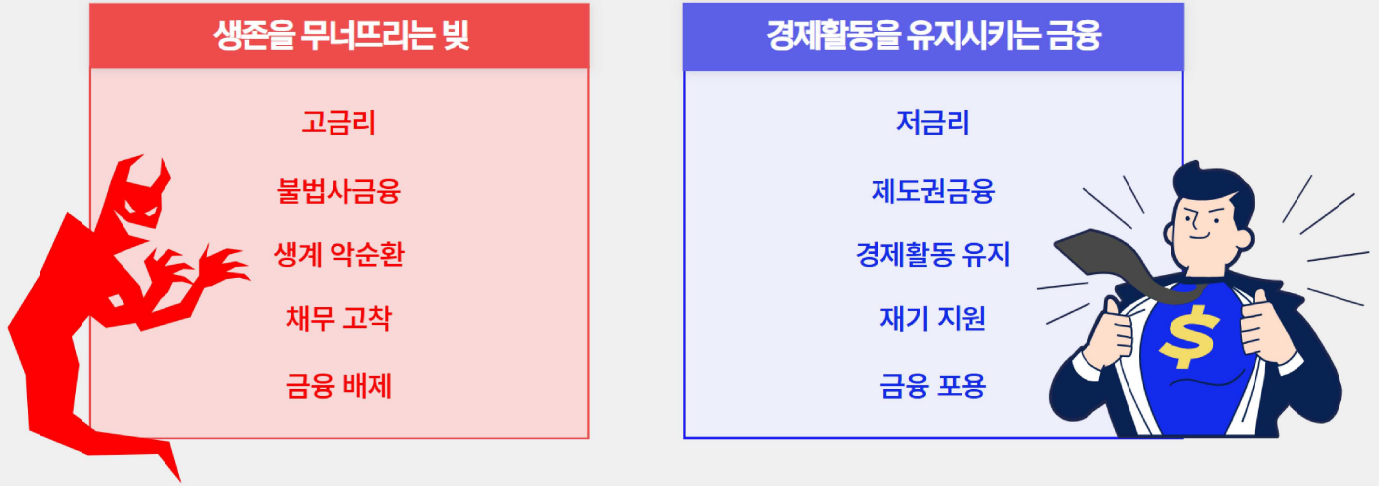 생존을 무너뜨리는 빚
고금리
불법사금융
생계 악순환
채무 고착
금융 배제
경제활동을 유지시키는 금융
저금리
제도권금융
경제활동 유지
재기 지원
금융 포용
$